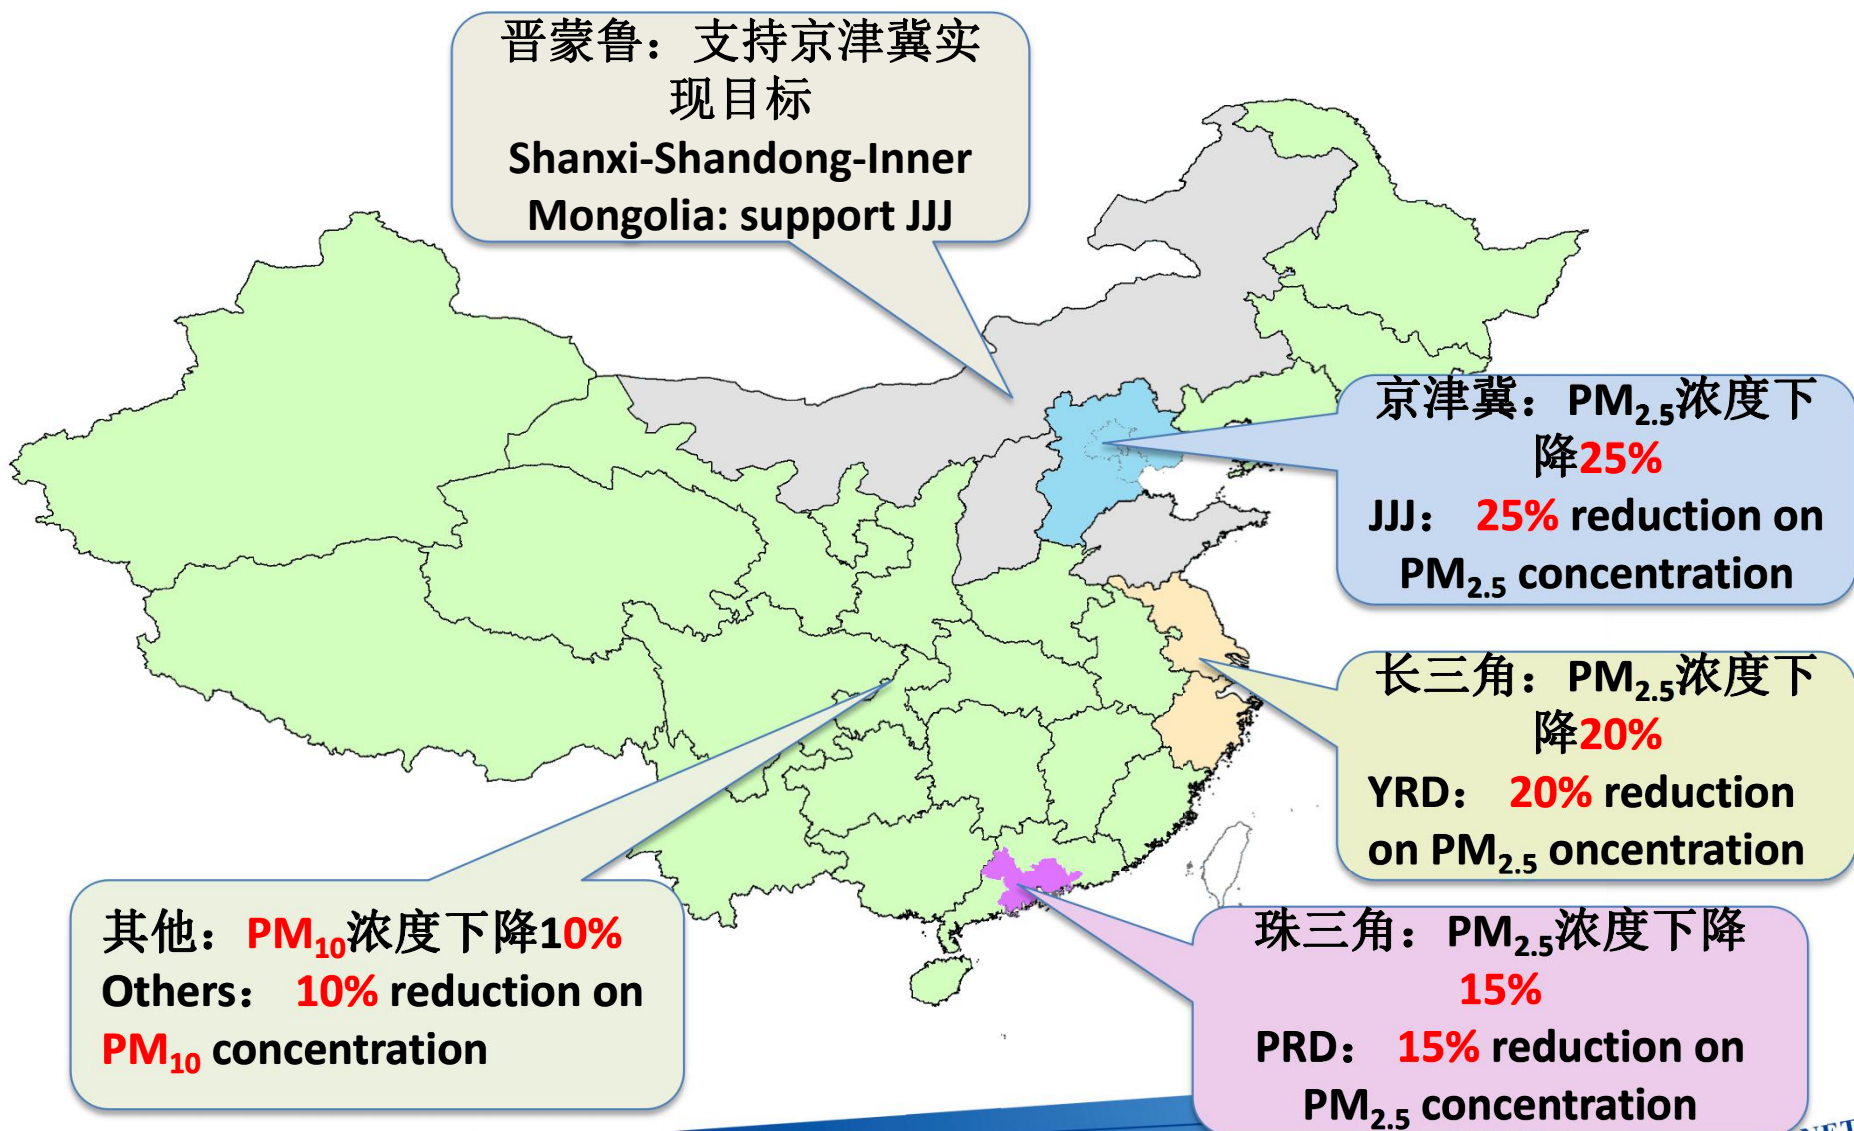 晋蒙鲁：支持京津冀实
现目标
Shanxi-Shandong-Inner
Mongolia: support JJJ
京津冀：PM2.5浓度下
降25%
JJJ： 25% reduction on
PM2.5 concentration
长三角：PM2.5浓度下
降20%
YRD： 20% reduction
on PM2.5 oncentration
其他：PM10浓度下降10%
Others： 10% reduction on
PM10 concentration
珠三角：PM2.5浓度下降
15%
PRD： 15% reduction on
PM2.5 concentration